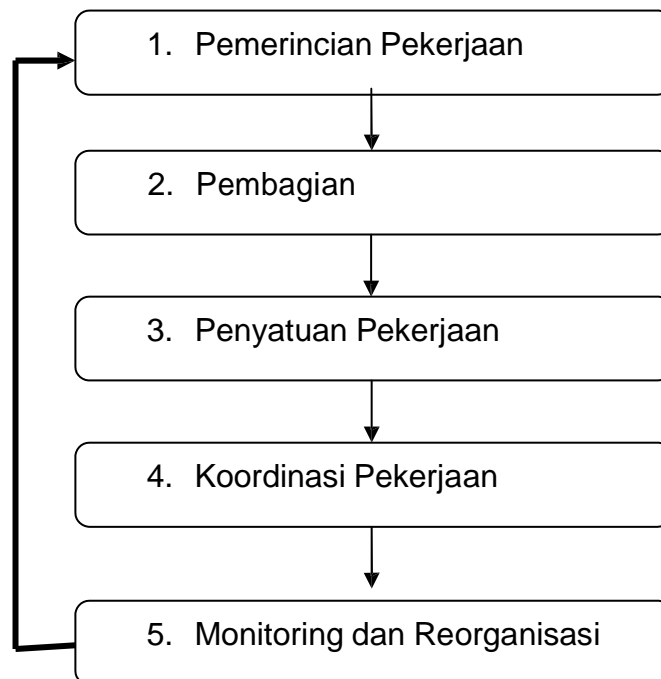 1. Pemerincian Pekerjaan
2. Pembagian
3. Penyatuan Pekerjaan
4. Koordinasi Pekerjaan
5. Monitoring dan Reorganisasi